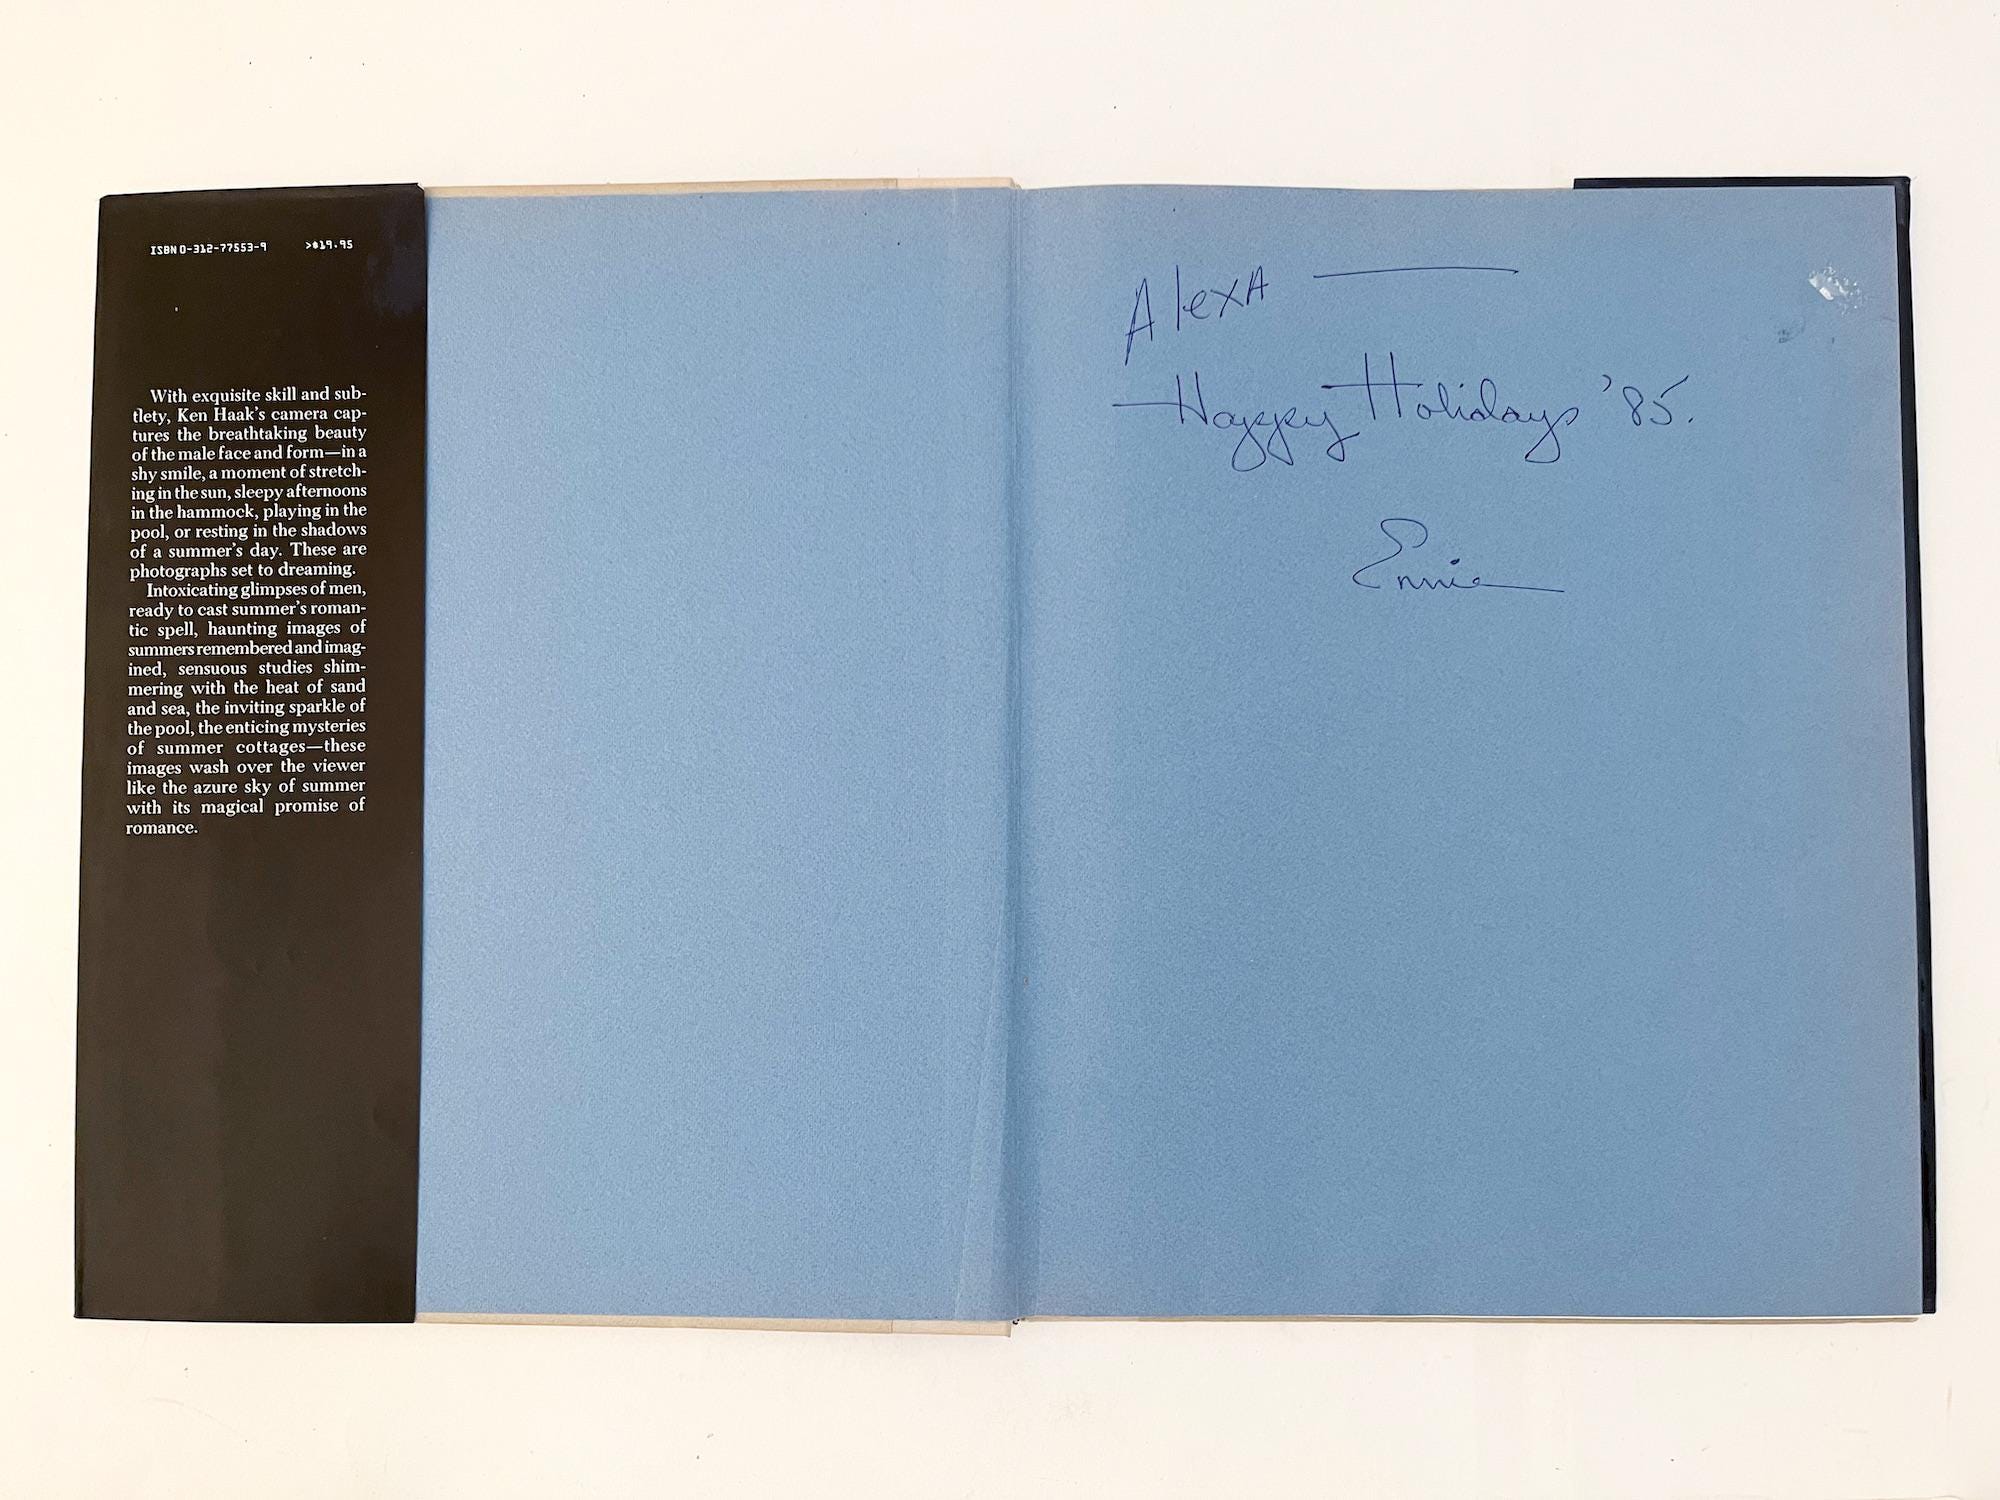 ISBN 0-312-77553-9 >$19.95
With exquisite skill and sub-
tlety, Ken Haak's camera cap-
tures the breathtaking beauty
of the male face and form—in a
shy smile, a moment of stretch-
ing in the sun, sleepy afternoons
in the hammock, playing in the
pool, or resting in the shadows
of a summer's day. These are
photographs set to dreaming.
Intoxicating glimpses of men,
ready to cast summer's roman-
tic spell, haunting images of
summers remembered and imag-
ined, sensuous studies shim-
mering with the heat of sand
and sea, the inviting sparkle of
the pool, the enticing mysteries
of summer cottages—these
images wash over the viewer
like the azure sky of summer
with its magical promise of
romance.
Alexa —
Happy Holidays '85.
Ernie